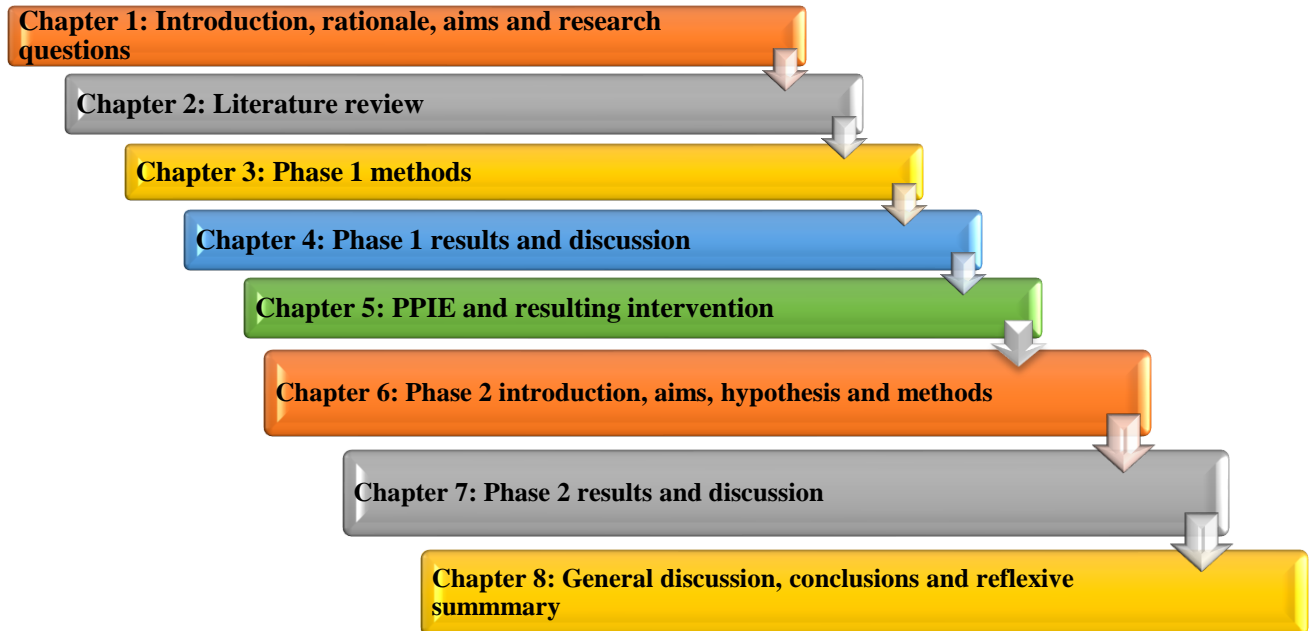 Chapter 1: Introduction, rationale, aims and research
questions
Chapter 2: Literature review
Chapter 3: Phase 1 methods
Chapter 4: Phase 1 results and discussion
Chapter 5: PPIE and resulting intervention
Chapter 6: Phase 2 introduction, aims, hypothesis and methods
Chapter 7: Phase 2 results and discussion
Chapter 8: General discussion, conclusions and reflexive
summmary